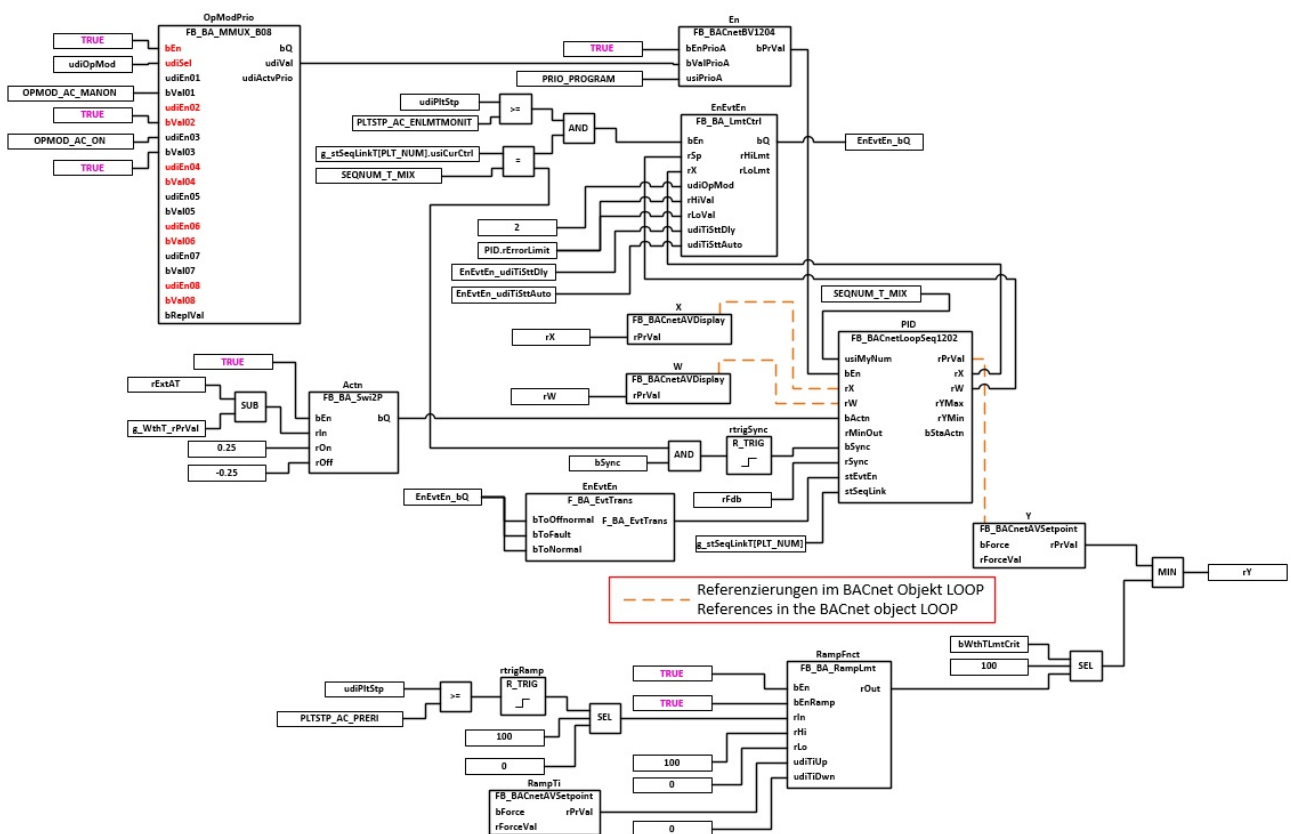 OpModPrio
FB_BA_MMUX_B08
TRUE
bEn bQ
udiOpMod
udiSel udiVal
udiEn01 udiActvPrio
OPMOD_AC_MANON
bVal01
udiEn02
TRUE
bVal02
OPMOD_AC_ON
udiEn03
bVal03
TRUE
udiEn04
bVal04
udiEn05
bVal05
udiEn06
bVal06
udiEn07
bVal07
udiEn08
bVal08
bReplVal
En
FB_BACnetBV1204
TRUE
bEnPrioA bPrVal
bValPrioA
PRIO_PROGRAM
usiPrioA
udiPltStp
>=
PLTSTP_AC_ENLMTMONIT
AND
g_stSeqLinkT[PLT_NUM].usiCurCtrl
=
SEQNUM_T_MIX
EnEvtEn
FB_BA_LmtCtrl
bEn bQ
EnEvtEn_bQ
rSp rHiLmt
rX rLoLmt
udiOpMod
rHiVal
2
rLoVal
udiTiSttDly
PID.rErrorLimit
udiTiSttAuto
EnEvtEn_udiTiSttDly
EnEvtEn_udiTiSttAuto
SEQNUM_T_MIX
X
FB_BACnetAVDisplay
rX
rPrVal
W
FB_BACnetAVDisplay
rW
rPrVal
PID
FB_BACnetLoopSeq1202
usiMyNum rPrVal
bEn rX
rX rW
rW rYMax
bActn rYMin
rMinOut bStaActn
bSync
rSync
stEvtEn
stSeqLink
TRUE
rExtAT
SUB
g_WthT_rPrVal
0.25
-0.25
Actn
FB_BA_Swi2P
bEn bQ
rIn
rOn
rOff
rtrigSync
R_TRIG
AND
bSync
EnEvtEn
F_BA_EvtTrans
EnEvtEn_bQ
bToOffnormal F_BA_EvtTrans
bToFault
bToNormal
rFdb
g_stSeqLinkT[PLT_NUM]
Y
FB_BACnetAVSetpoint
bForce rPrVal
rForceVal
MIN
rY
Referenzierungen im BACnet Objekt LOOP
References in the BACnet object LOOP
bWthTLmtCrit
100
SEL
RampFnct
FB_BA_RampLmt
TRUE
bEn rOut
TRUE
bEnRamp
rIn
rHi
100
rLo
0
udiTiUp
udiTiDwn
0
rtrigRamp
R_TRIG
udiPltStp
>=
PLTSTP_AC_PRERI
SEL
100
0
RampTi
FB_BACnetAVSetpoint
bForce rPrVal
rForceVal